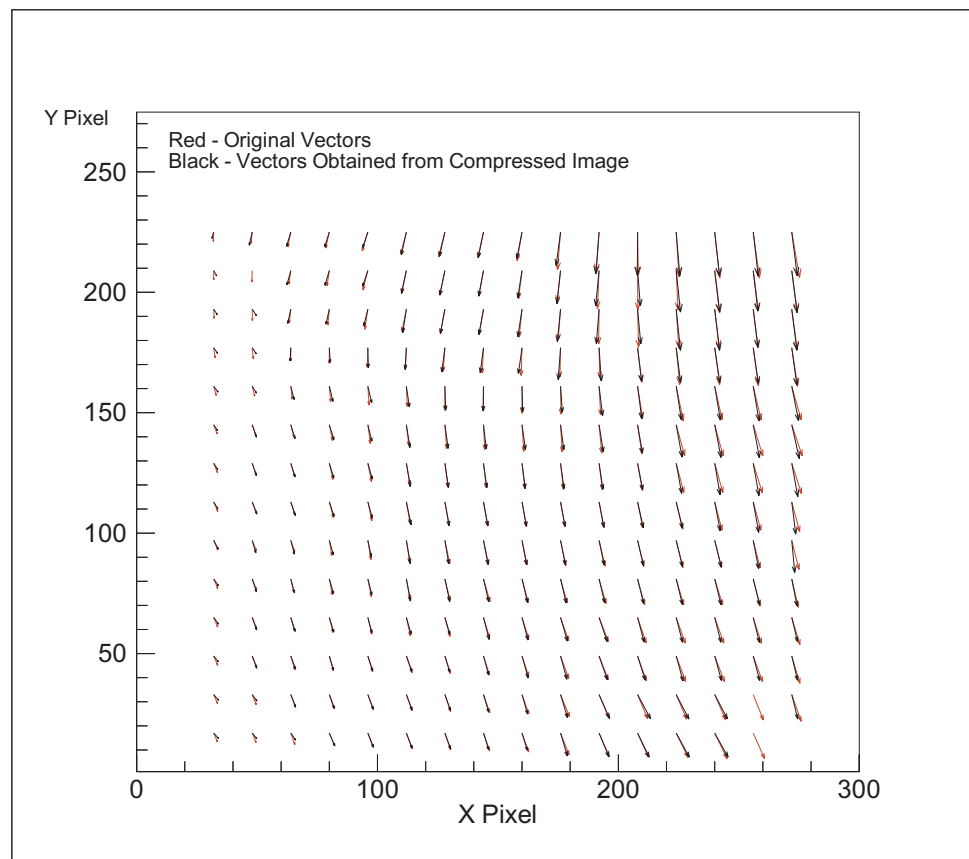 Y Pixel
Red - Original Vectors
Black - Vectors Obtained from Compressed Image
250
200
150
100
50
0
100
200
300
X Pixel